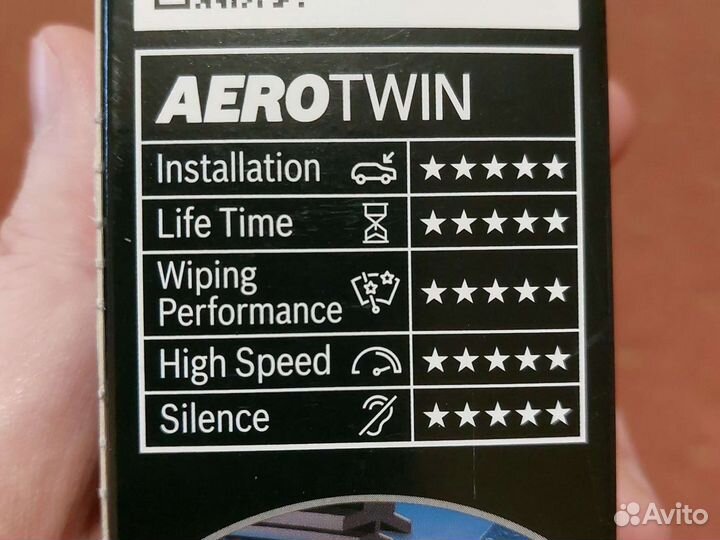 AEROTWIN
Installation ★★★★★
Life Time ★★★★★
Wiping
Performance ★★★★★
High Speed ★★★★★
Silence ★★★★★
Avito